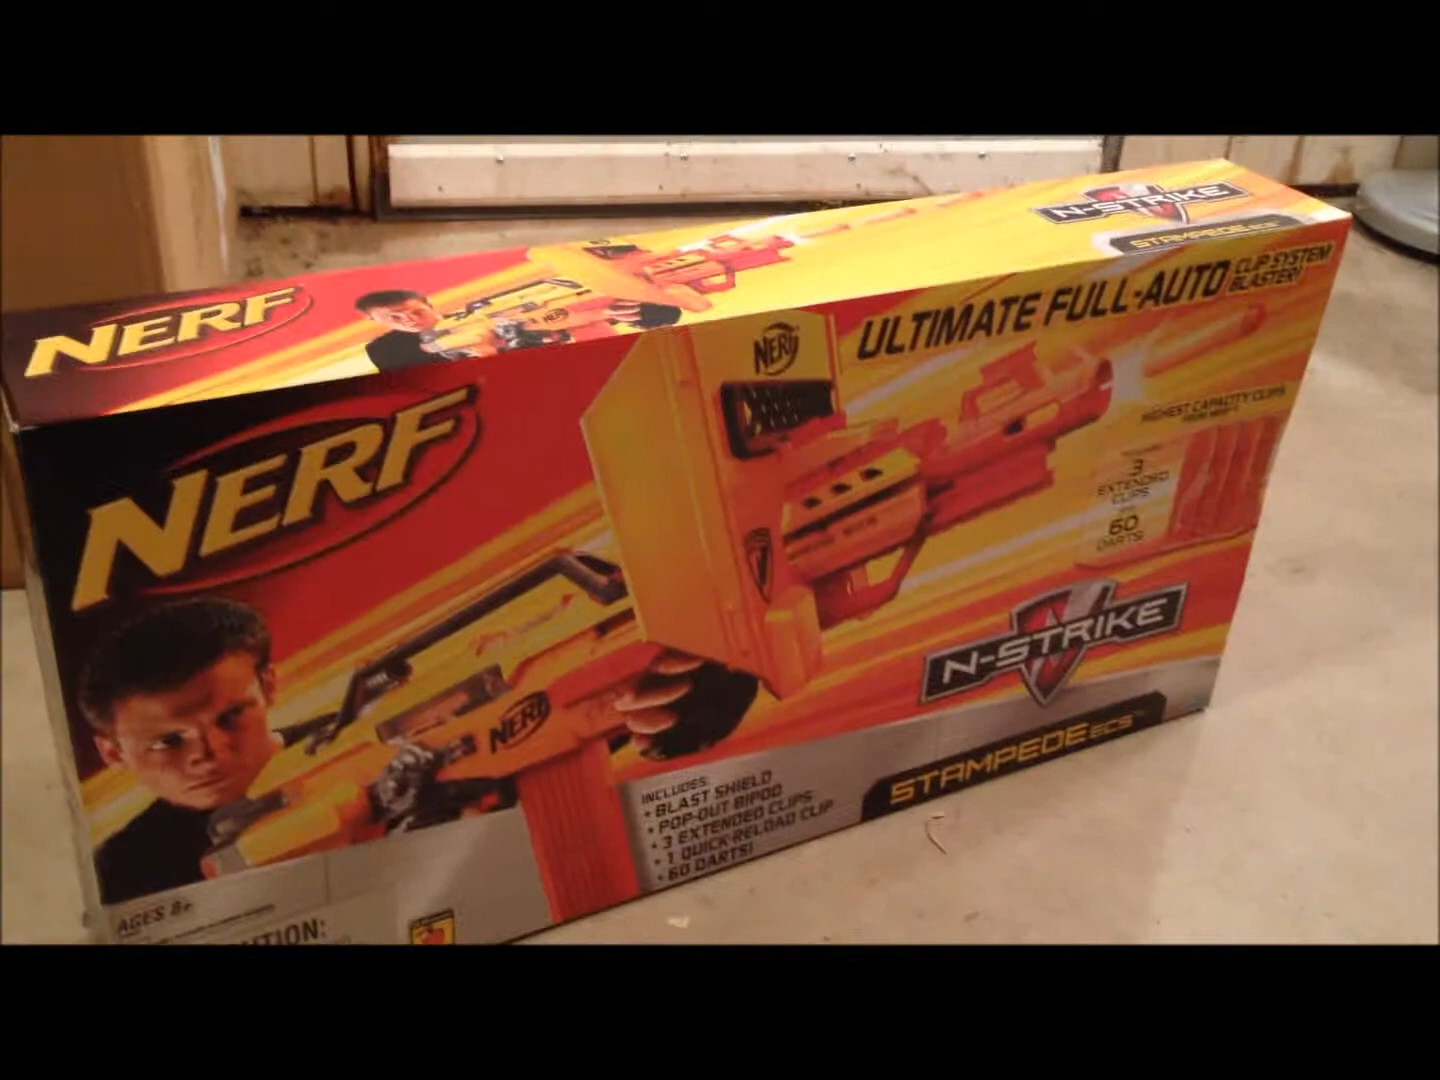 NERF
N-STRIKE
STAMPEDE ECS
NERF
NERF
ULTIMATE FULL-AUTO CLIP SYSTEM
BLASTER!
HIGHEST CAPACITY CLIPS
3
EXTENDED
CLIPS
60
DARTS!
N-STRIKE
STAMPEDE ECS
NERF
INCLUDES:
• BLAST SHIELD
• POP-OUT BIPOD
• 3 EXTENDED CLIPS
• 1 QUICK-RELOAD CLIP
• 60 DARTS!
AGES 8+